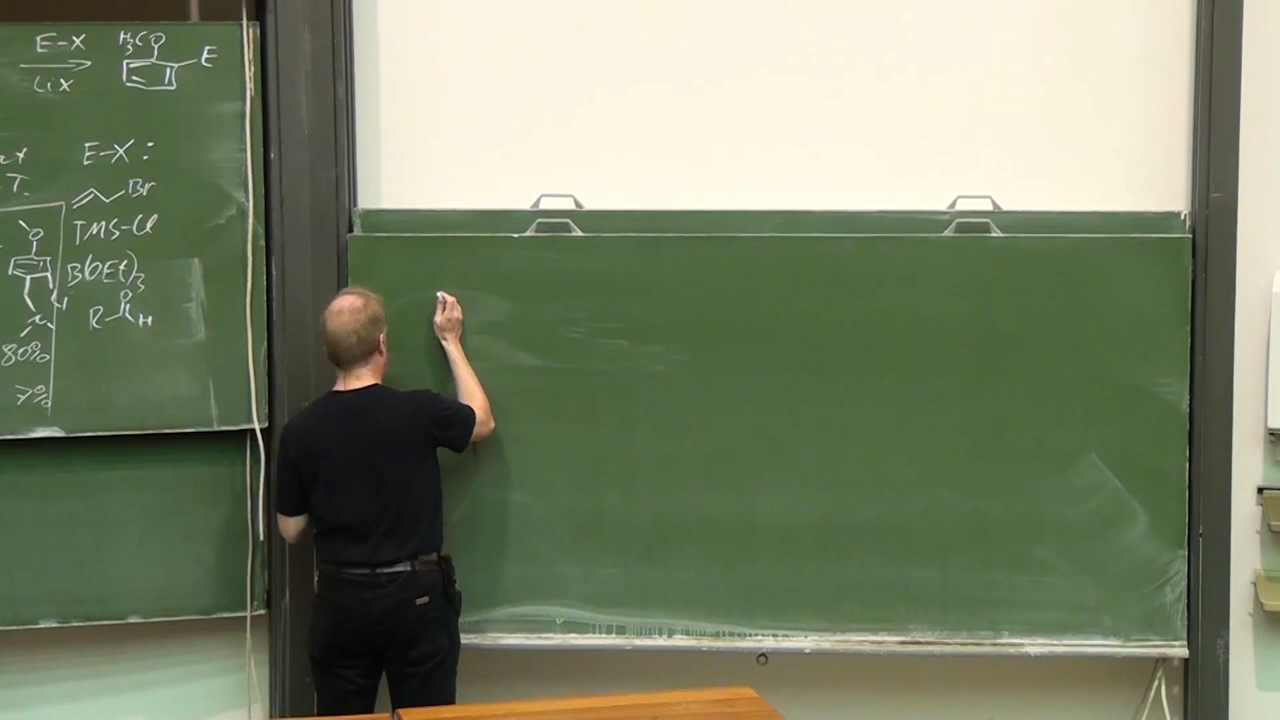 E-X
LiX
H3CO
E
E-X:
T.
Br
TMS-Cl
B(OEt)3
O
R
H
80%
7%